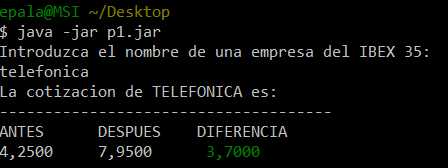 epala@MSI ~/Desktop
$ java -jar p1.jar
Introduzca el nombre de una empresa del IBEX 35:
telefonica
La cotizacion de TELEFONICA es:
-------------------------------------
ANTES DESPUES DIFERENCIA
4,2500 7,9500 3,7000